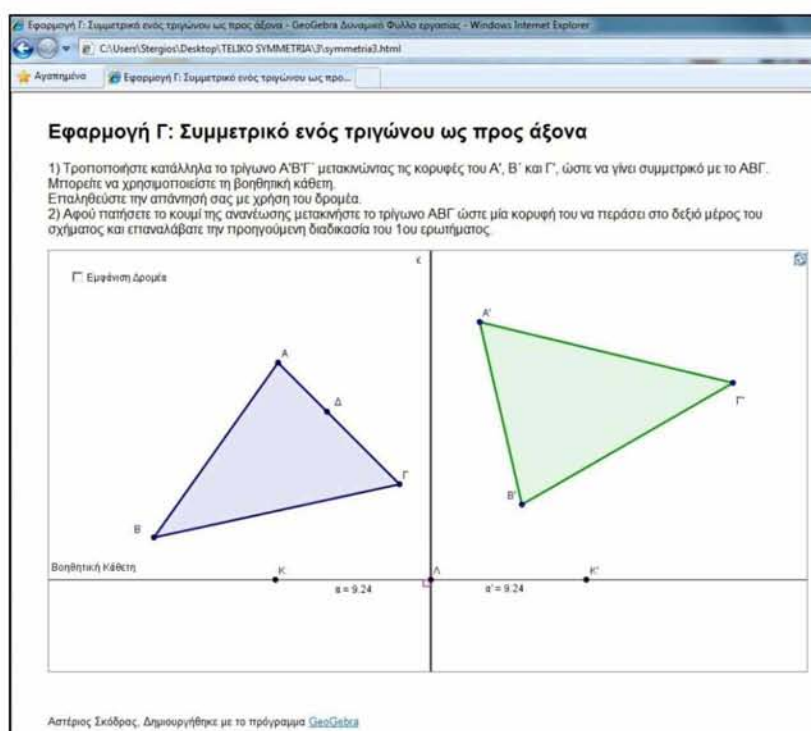 Εφαρμογή Γ: Συμμετρικό ενός τριγώνου ως προς άξονα - GeoGebra Δυναμικό Φύλλο εργασίας - Windows Internet Explorer
C:\Users\Stergios\Desktop\TELIKO SYMMETRIA\3\symmetria3.html
Αγαπημένα Εφαρμογή Γ: Συμμετρικό ενός τριγώνου ως προ...
Εφαρμογή Γ: Συμμετρικό ενός τριγώνου ως προς άξονα
1) Τροποποιήστε κατάλληλα το τρίγωνο Α'Β'Γ΄ μετακινώντας τις κορυφές του Α', Β΄ και Γ', ώστε να γίνει συμμετρικό με το ΑΒΓ.
Μπορείτε να χρησιμοποιείστε τη βοηθητική κάθετη.
Επαληθεύστε την απάντησή σας με χρήση του δρομέα.
2) Αφού πατήσετε το κουμί της ανανέωσης μετακινήστε το τρίγωνο ΑΒΓ ώστε μία κορυφή του να περάσει στο δεξιό μέρος του
σχήματος και επαναλάβατε την προηγούμενη διαδικασία του 1ου ερωτήματος.
ε
Εμφάνιση Δρομέα
Α'
Α
Γ'
Δ
Γ
Β'
Β
Βοηθητική Κάθετη
Κ Λ Κ'
α = 9.24 α' = 9.24
Αστέριος Σκόδρας, Δημιουργήθηκε με το πρόγραμμα GeoGebra